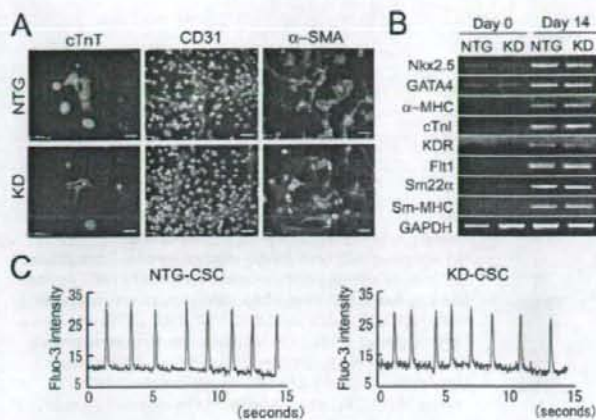 A
cTnT CD31 α-SMA
NTG
KD
B
Day 0 Day 14
NTG KD NTG KD
Nkx2.5
GATA4
α-MHC
cTnI
KDR
Flt1
Sm22α
Sm-MHC
GAPDH
C
NTG-CSC
Fluo-3 intensity
35
25
15
5
0 5 10 15
(seconds)
KD-CSC
Fluo-3 intensity
35
25
15
5
0 5 10 15
(seconds)